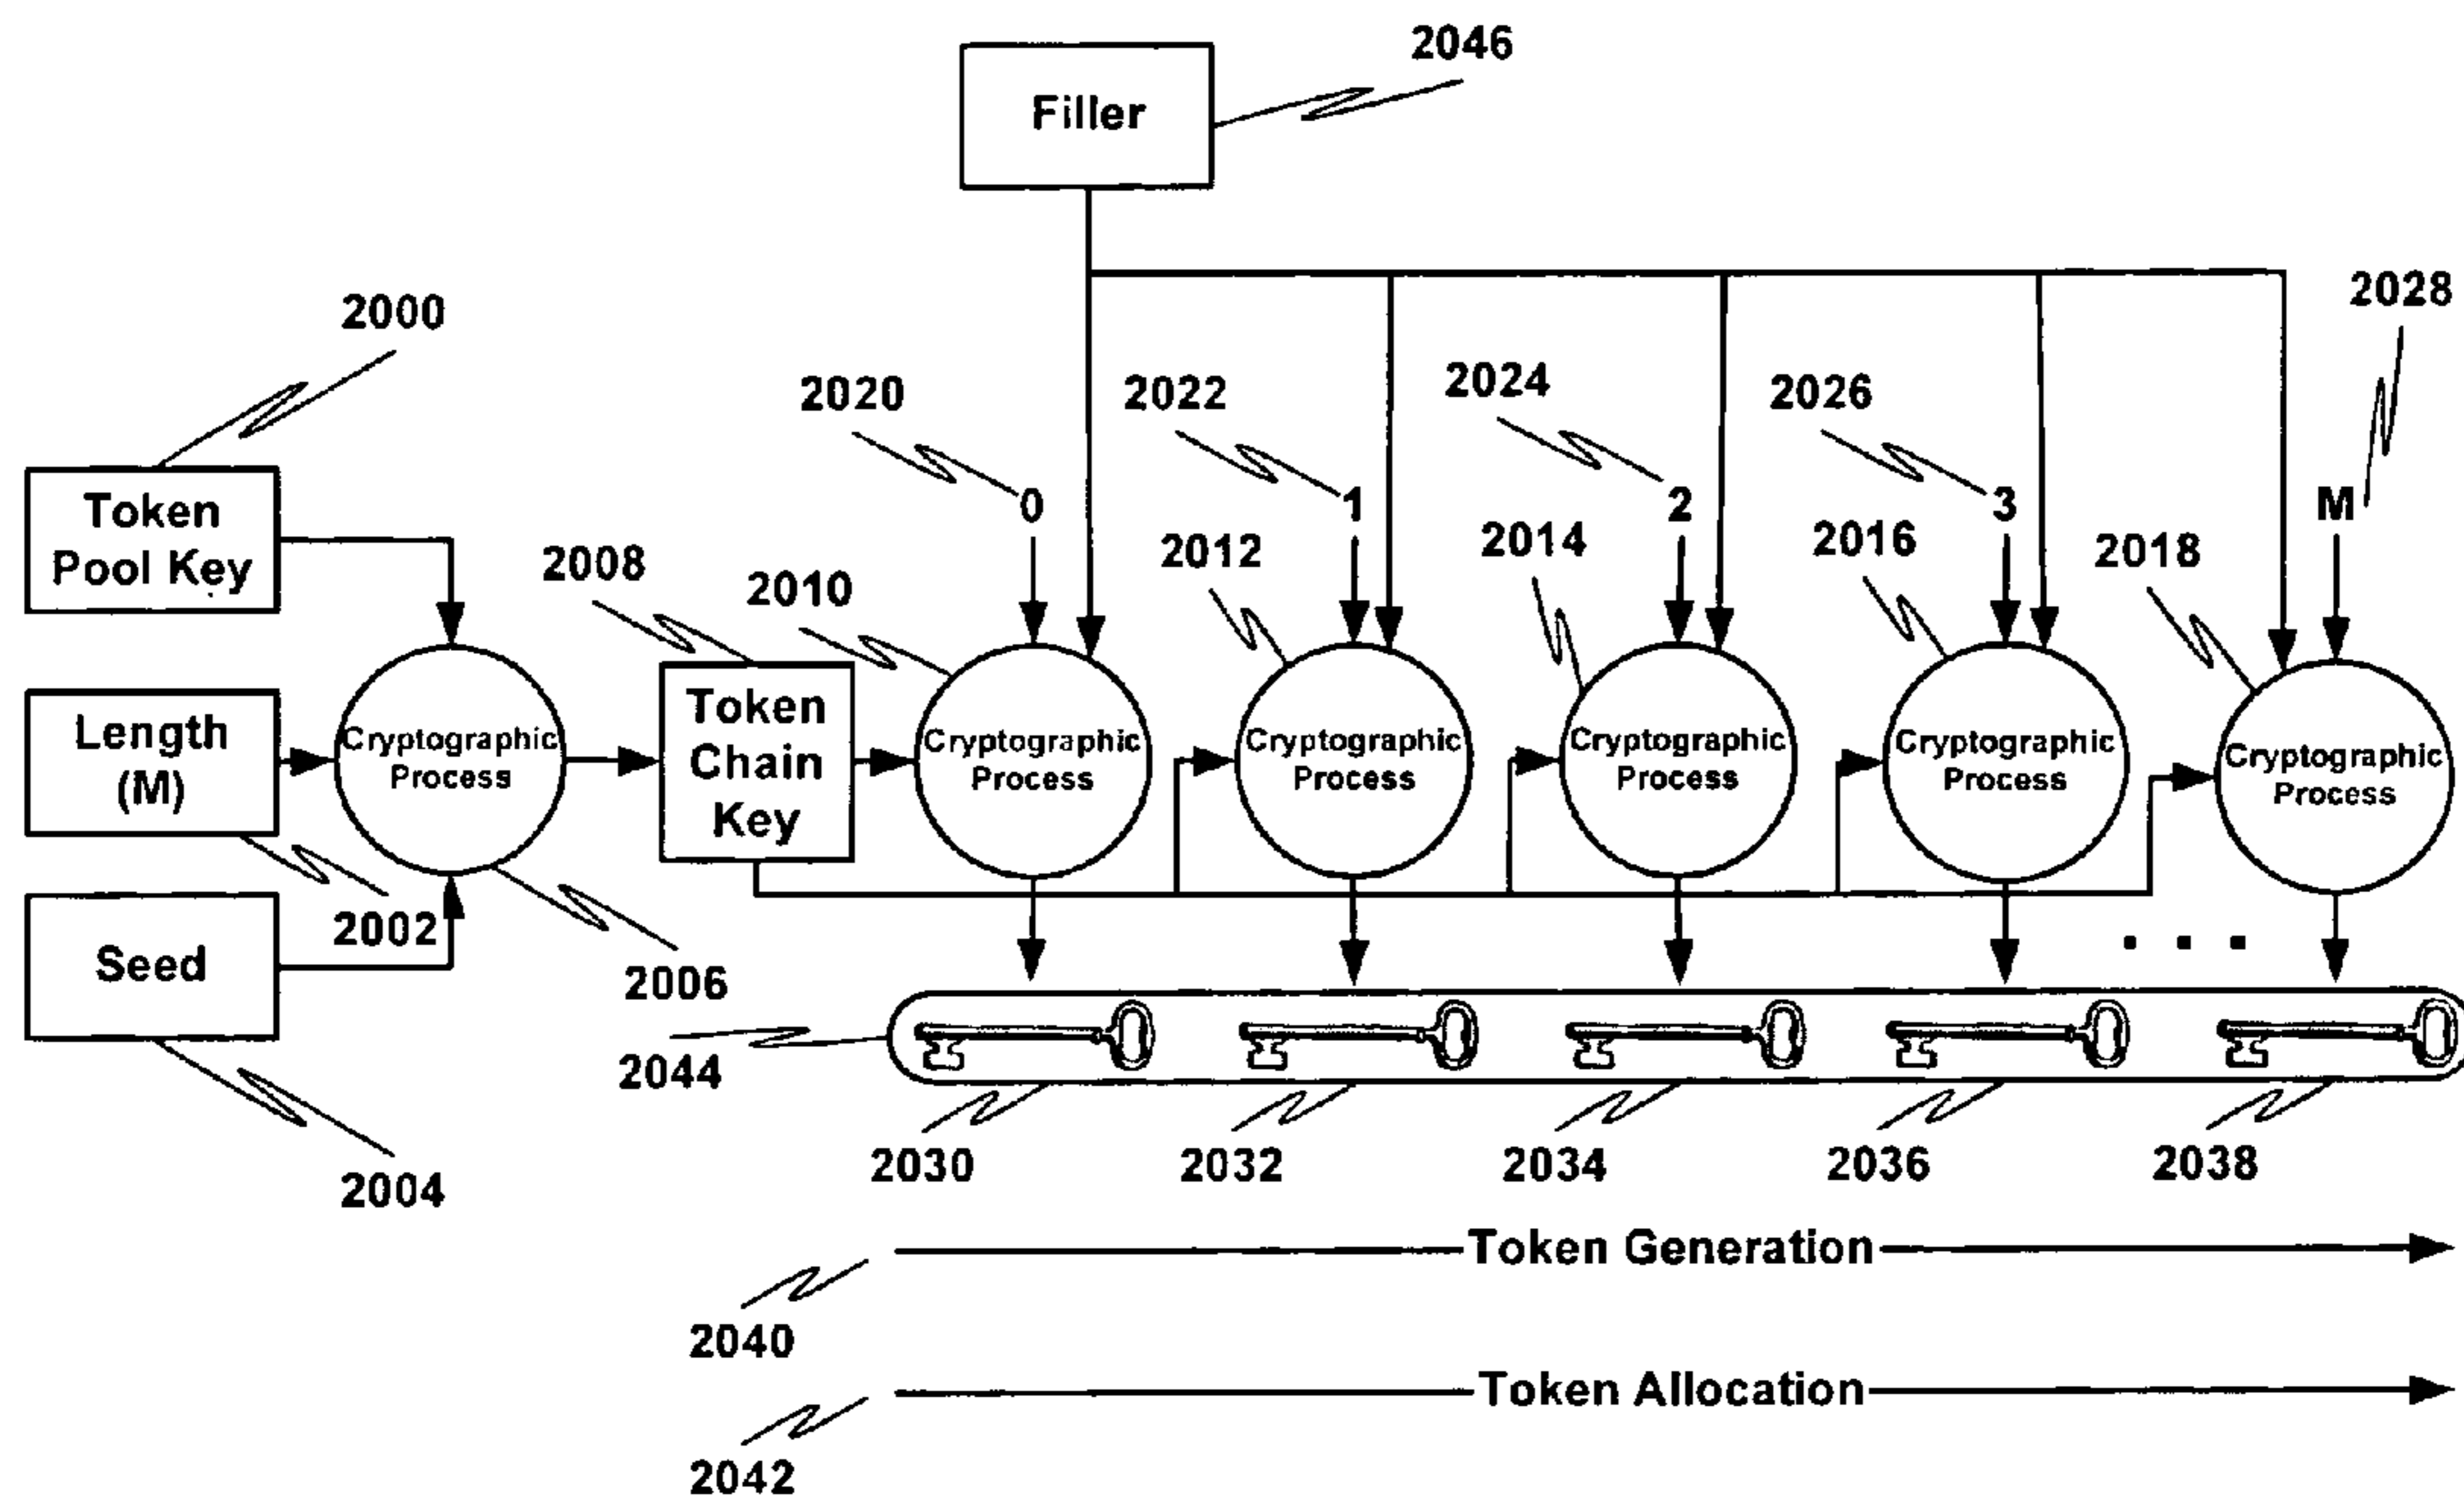 2046
Filler
2028
2000
2020
2022
2024
2026
0
1
2
3
M
Token
Pool Key
2008
2010
2012
2014
2016
2018
Length
(M)
Cryptographic
Process
Token
Chain
Key
Cryptographic
Process
Cryptographic
Process
Cryptographic
Process
Cryptographic
Process
Cryptographic
Process
2002
Seed
2006
. . .
2044
2004
2030
2032
2034
2036
2038
Token Generation
2040
Token Allocation
2042